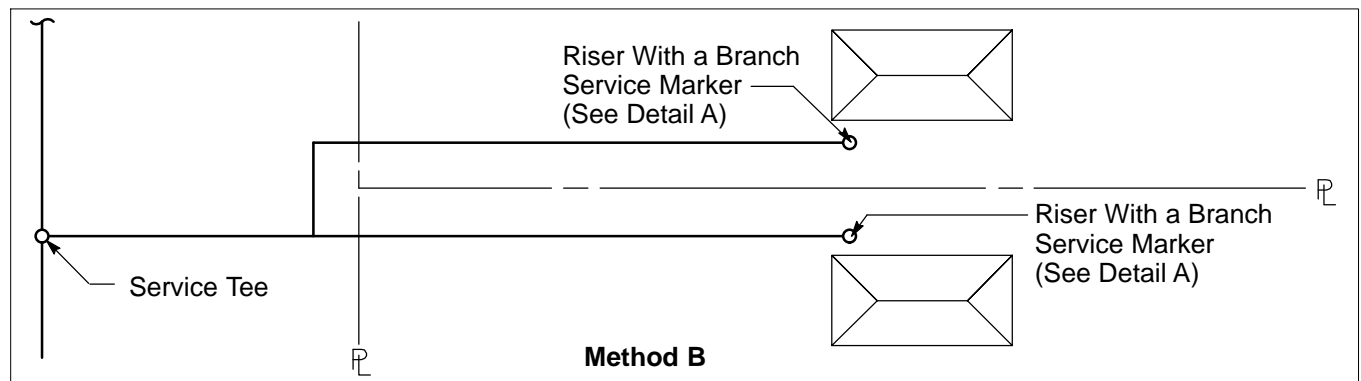 Riser With a Branch
Service Marker
(See Detail A)
Riser With a Branch
Service Marker
(See Detail A)
Service Tee
PL
PL
Method B